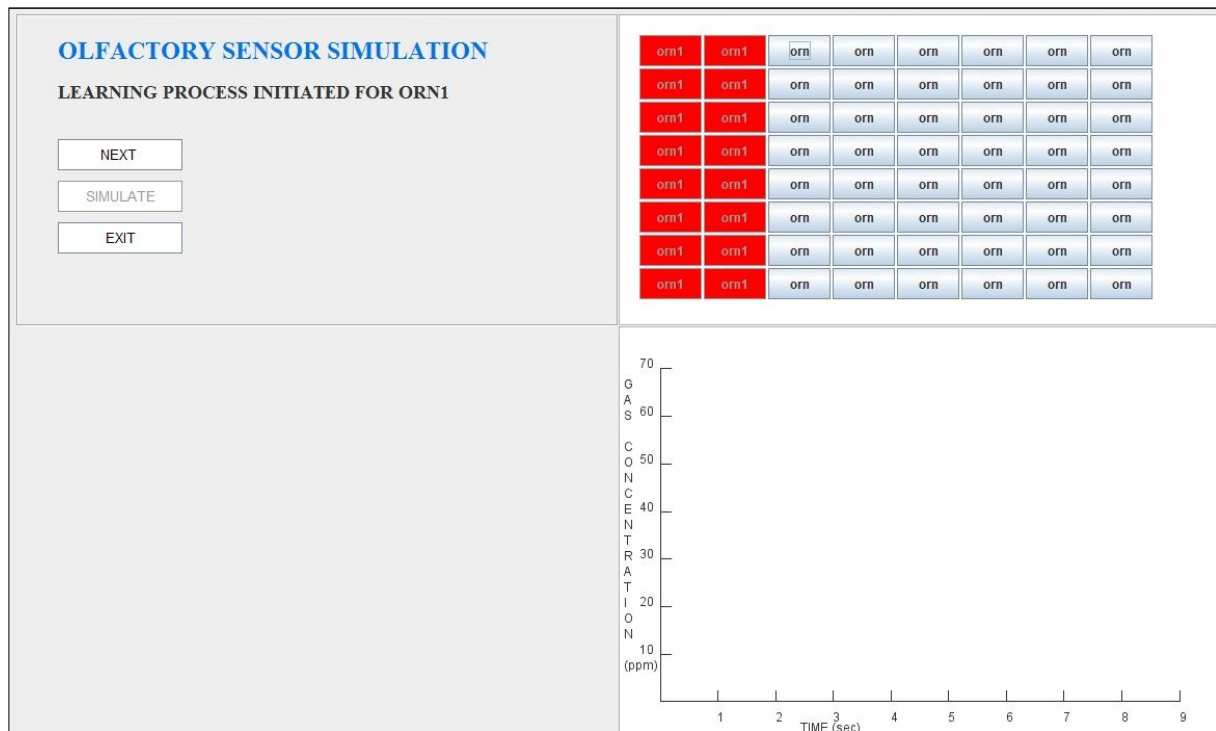 OLFACTORY SENSOR SIMULATION
LEARNING PROCESS INITIATED FOR ORN1
NEXT
SIMULATE
EXIT
orn1 orn1 orn orn orn orn orn orn
orn1 orn1 orn orn orn orn orn orn
orn1 orn1 orn orn orn orn orn orn
orn1 orn1 orn orn orn orn orn orn
orn1 orn1 orn orn orn orn orn orn
orn1 orn1 orn orn orn orn orn orn
orn1 orn1 orn orn orn orn orn orn
orn1 orn1 orn orn orn orn orn orn
GAS CONCENTRATION
(ppm)
70
60
50
40
30
20
10
1 2 3 4 5 6 7 8 9
TIME (sec)